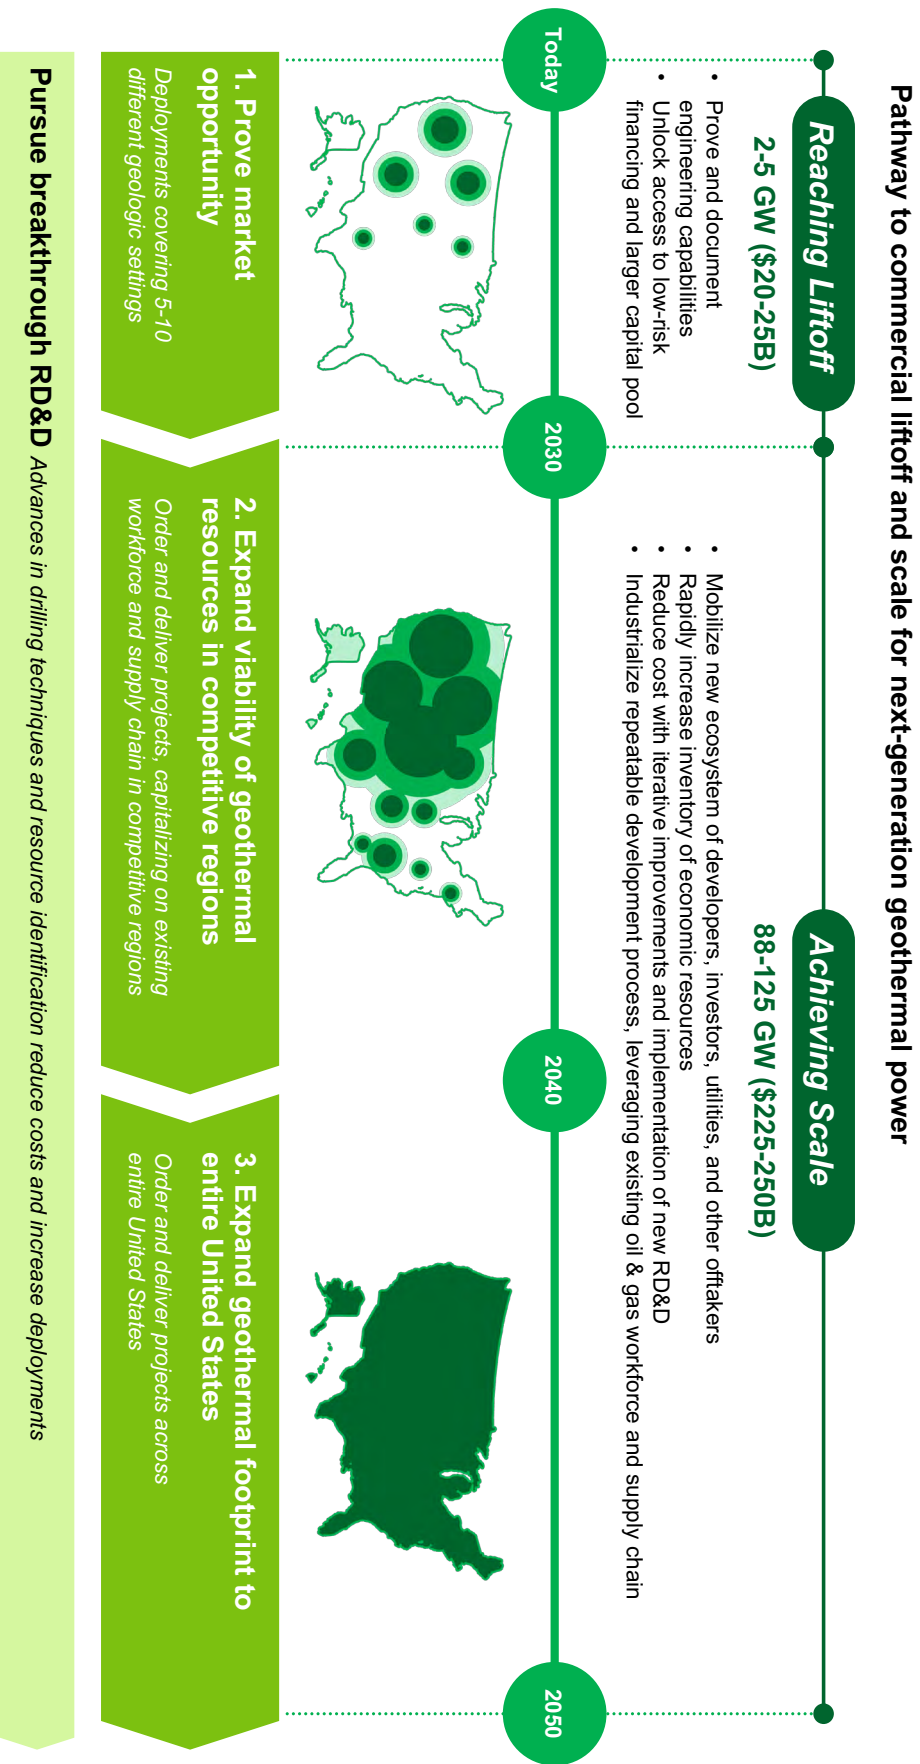 Pathway to commercial liftoff and scale for next-generation geothermal power
Reaching Liftoff
2-5 GW ($20-25B)
• Prove and document
engineering capabilities
• Unlock access to low-risk
financing and larger capital pool
Achieving Scale
88-125 GW ($225-250B)
• Mobilize new ecosystem of developers, investors, utilities, and other offtakers
• Rapidly increase inventory of economic resources
• Reduce cost with iterative improvements and implementation of new RD&D
• Industrialize repeatable development process, leveraging existing oil & gas workforce and supply chain
Today
2030
2040
2050
1. Prove market
opportunity
Deployments covering 5-10
different geologic settings
2. Expand viability of geothermal
resources in competitive regions
Order and deliver projects, capitalizing on existing
workforce and supply chain in competitive regions
3. Expand geothermal footprint to
entire United States
Order and deliver projects across
entire United States
Pursue breakthrough RD&D Advances in drilling techniques and resource identification reduce costs and increase deployments